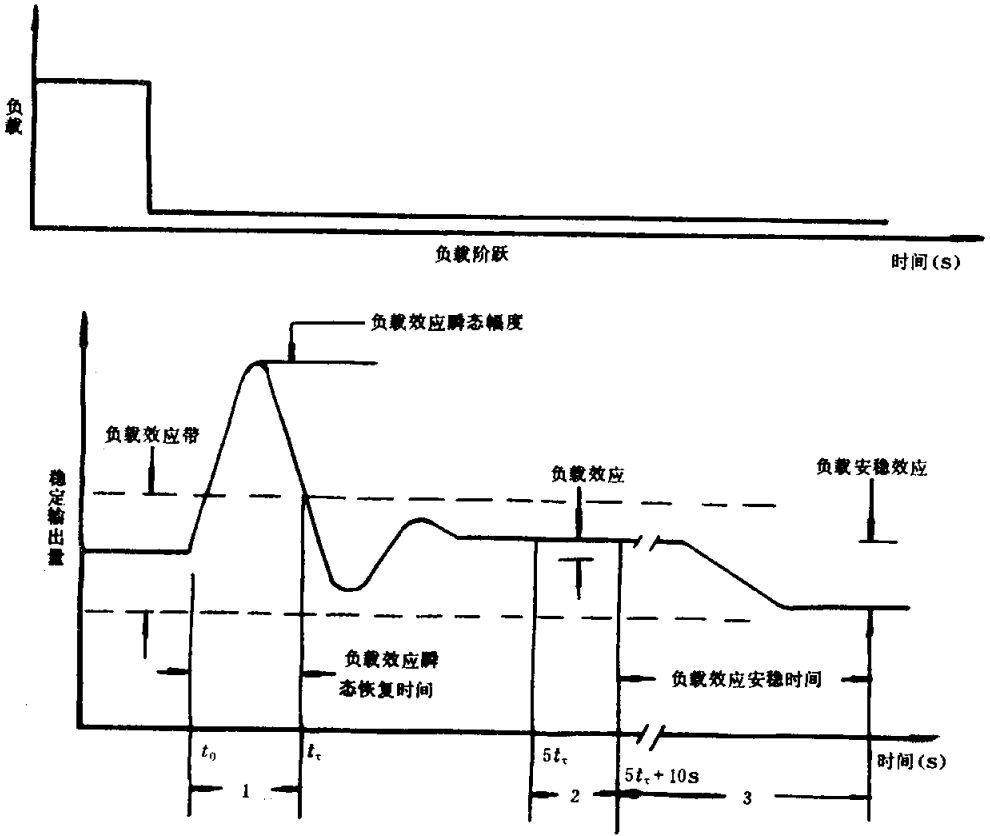 负载
负载阶跃
时间(S)
负载效应瞬态幅度
负载效应带
稳定输出量
负载效应
负载安稳效应
负载效应瞬
态恢复时间
负载效应安稳时间
t₀
tτ
5tτ
5tτ+10s
时间(S)
1
2
3